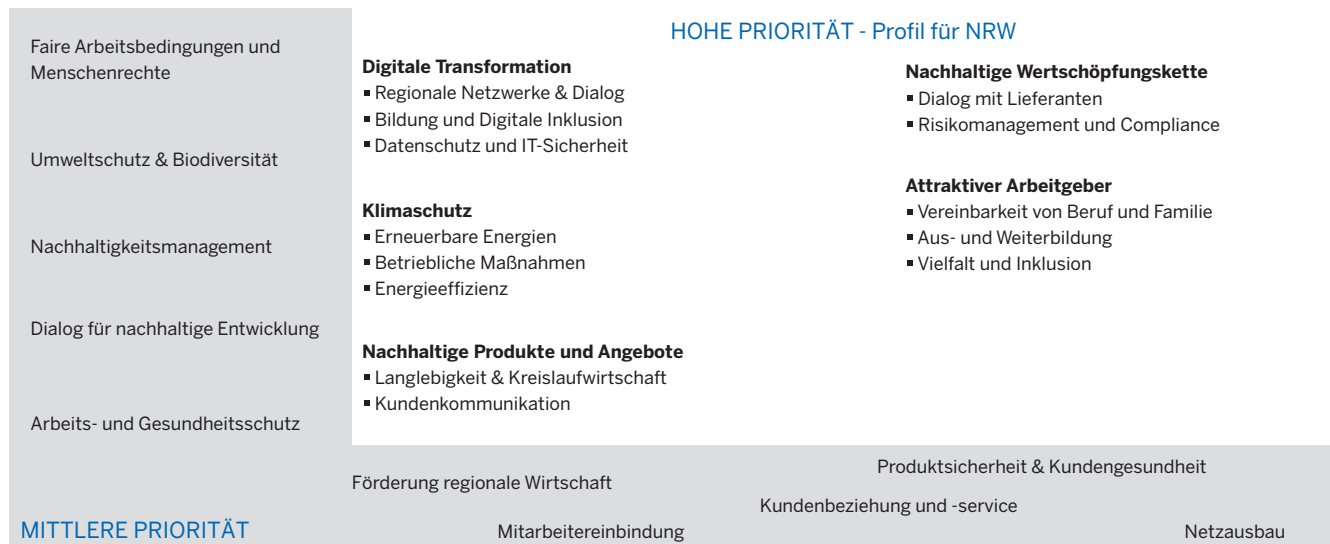 Faire Arbeitsbedingungen und
Menschenrechte
Umweltschutz & Biodiversität
Nachhaltigkeitsmanagement
Dialog für nachhaltige Entwicklung
Arbeits- und Gesundheitsschutz
HOHE PRIORITÄT - Profil für NRW
Digitale Transformation
▪ Regionale Netzwerke & Dialog
▪ Bildung und Digitale Inklusion
▪ Datenschutz und IT-Sicherheit
Klimaschutz
▪ Erneuerbare Energien
▪ Betriebliche Maßnahmen
▪ Energieeffizienz
Nachhaltige Produkte und Angebote
▪ Langlebigkeit & Kreislaufwirtschaft
▪ Kundenkommunikation
Nachhaltige Wertschöpfungskette
▪ Dialog mit Lieferanten
▪ Risikomanagement und Compliance
Attraktiver Arbeitgeber
▪ Vereinbarkeit von Beruf und Familie
▪ Aus- und Weiterbildung
▪ Vielfalt und Inklusion
Produktsicherheit & Kundengesundheit
Förderung regionale Wirtschaft
Kundenbeziehung und -service
MITTLERE PRIORITÄT
Mitarbeitereinbindung
Netzausbau